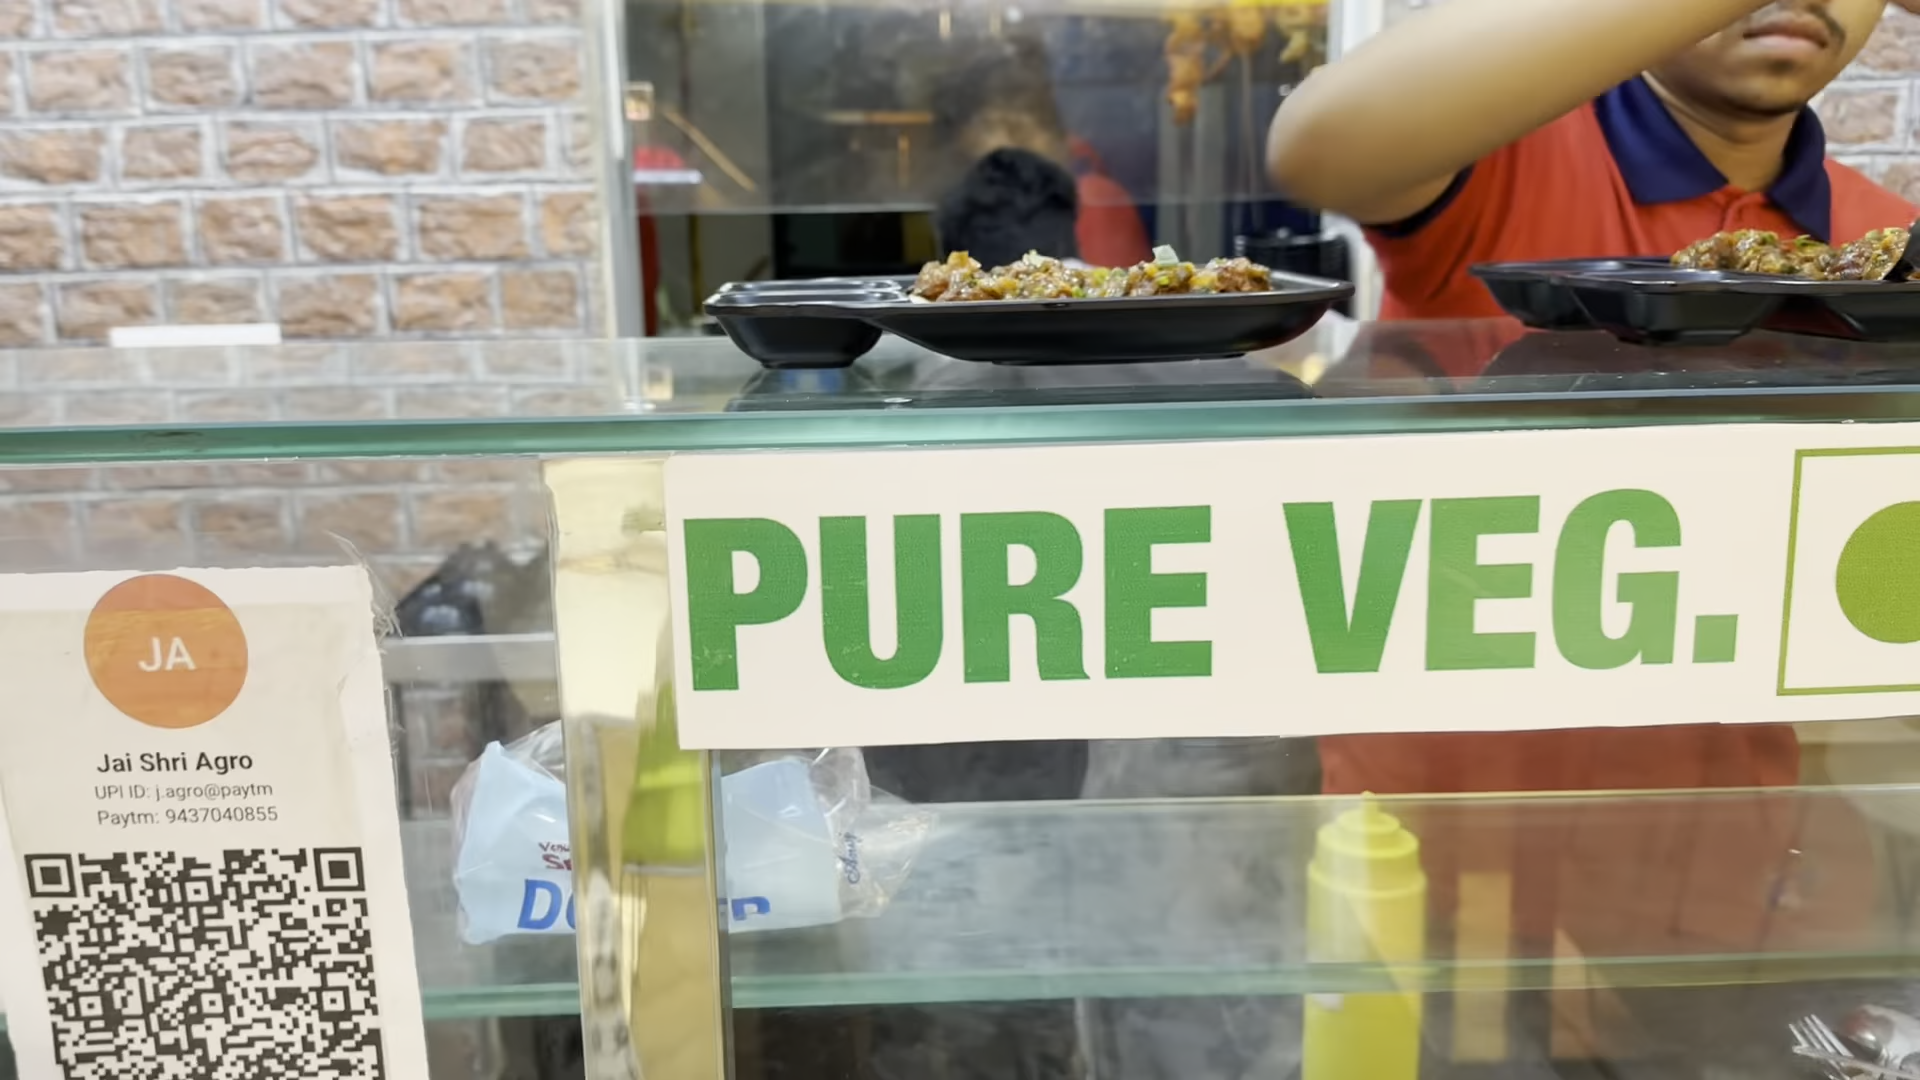 PURE VEG.
JA
Jai Shri Agro
UPI ID: j.agro@paytm
Paytm: 9437040855